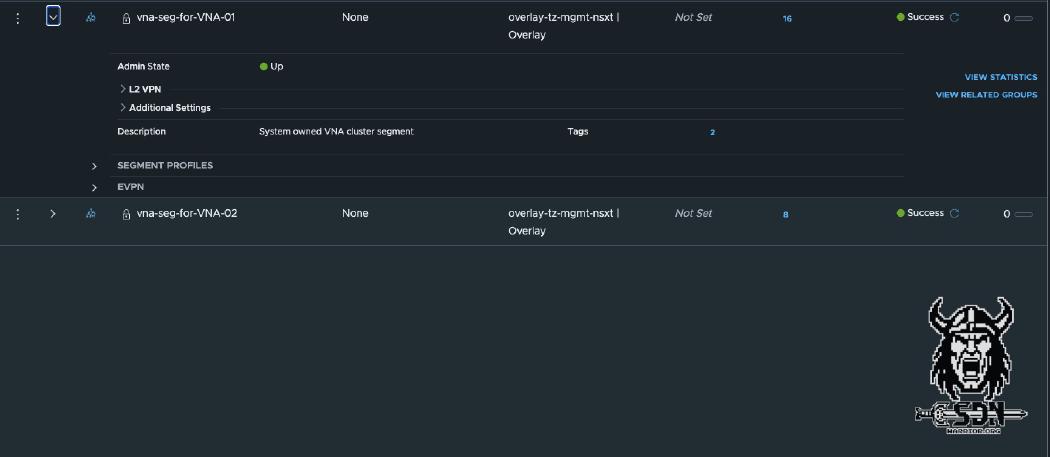 vna-seg-for-VNA-01 None overlay-tz-mgmt-nsxt | Not Set 16 Success 0
Overlay
Admin State Up
VIEW STATISTICS
L2 VPN
VIEW RELATED GROUPS
Additional Settings
Description System owned VNA cluster segment Tags 2
SEGMENT PROFILES
EVPN
vna-seg-for-VNA-02 None overlay-tz-mgmt-nsxt | Not Set 8 Success 0
Overlay
SDN
WARRIOR.ORG